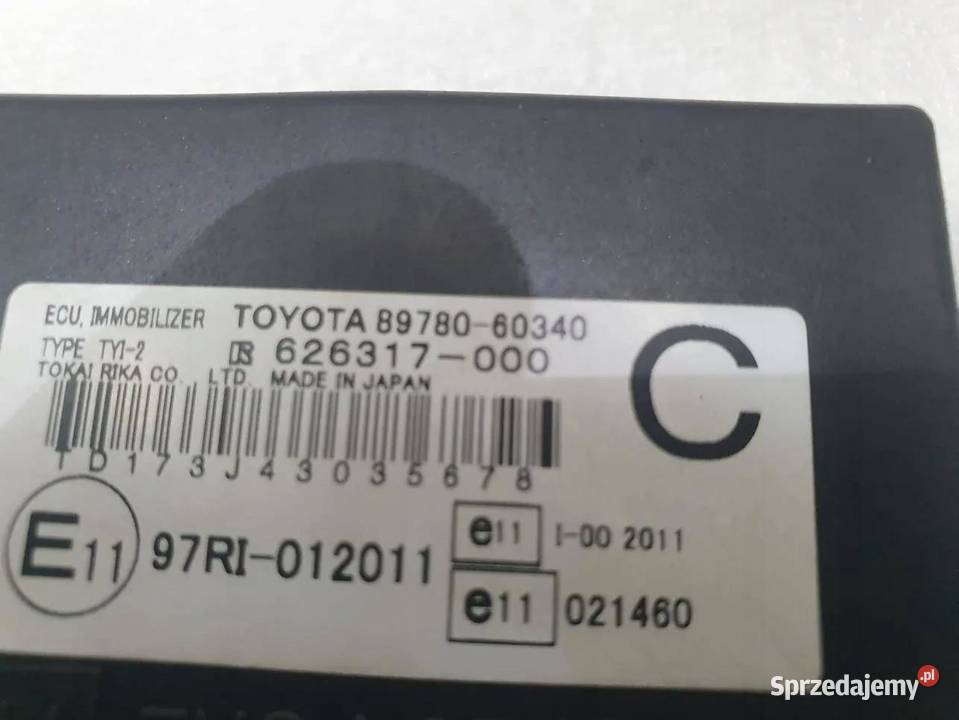 ECU, IMMOBILIZER TOYOTA 89780-60340
TYPE TYI-2 626317-000
TOKAI RIKA CO. LTD. MADE IN JAPAN
C
TD173J43035678
E11 97RI-012011
e11 I-00 2011
e11 021460
Sprzedajemy.pl